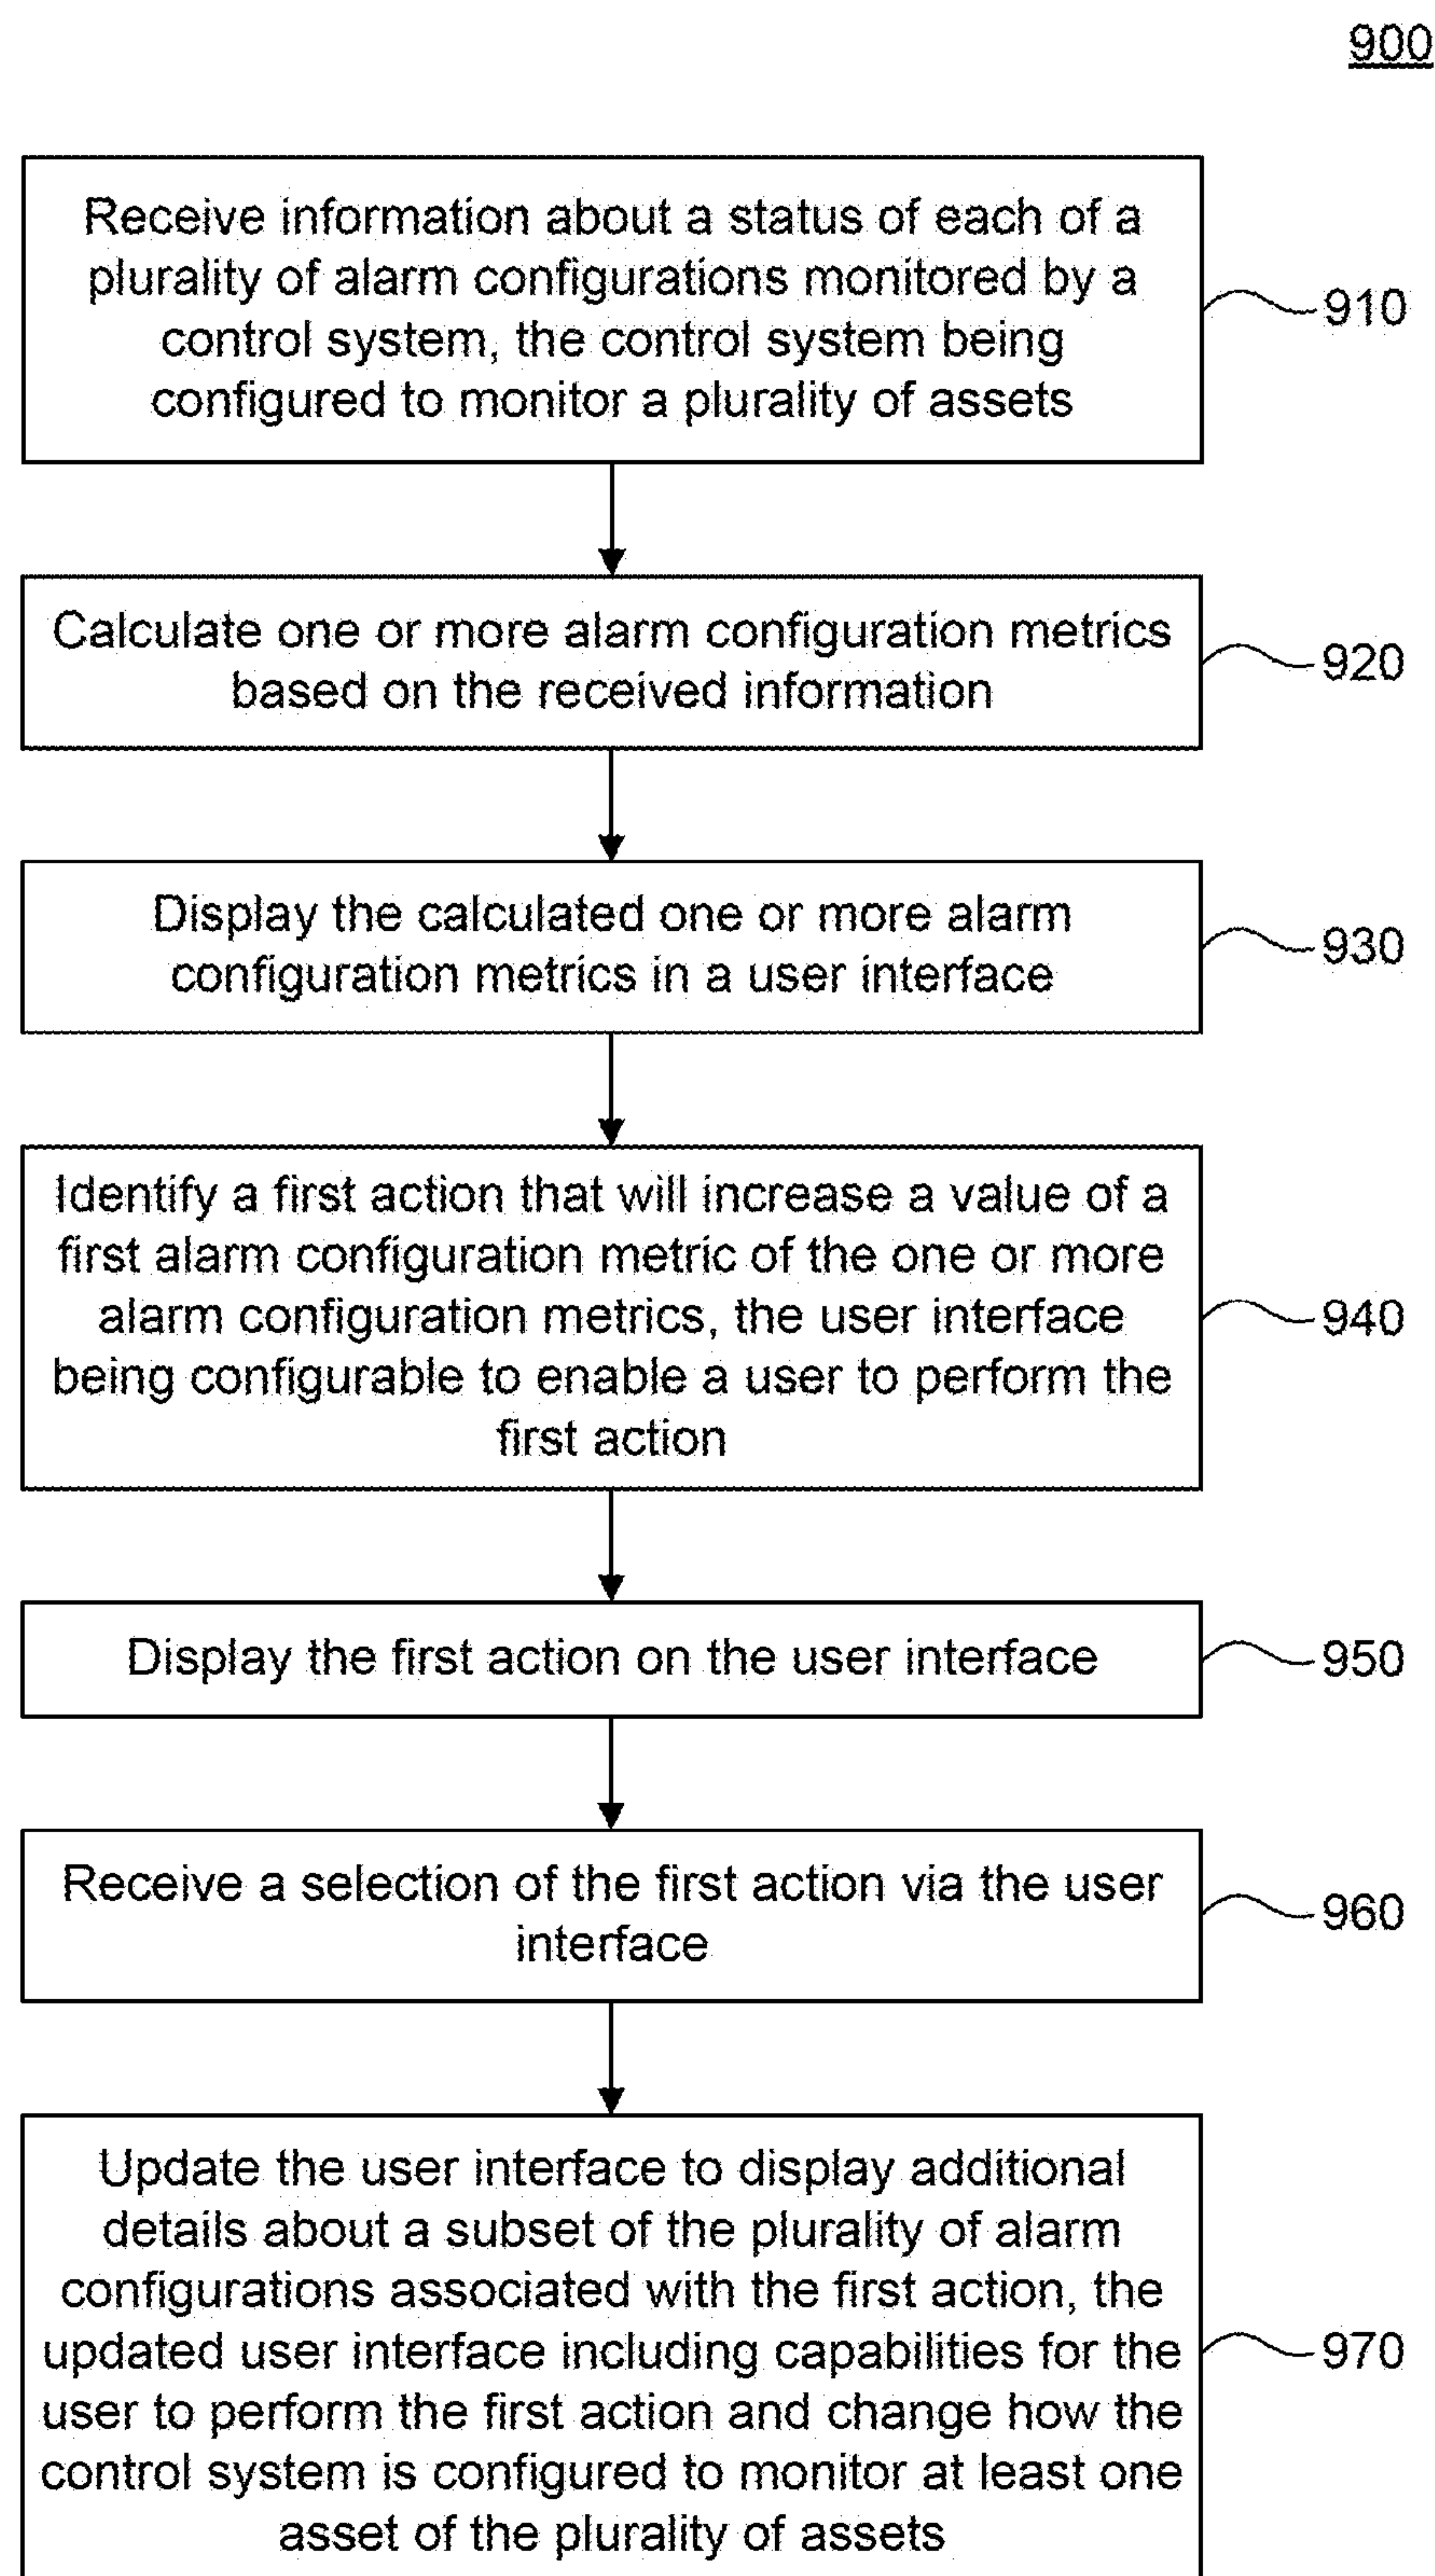 900
Receive information about a status of each of a
plurality of alarm configurations monitored by a
control system, the control system being
configured to monitor a plurality of assets
910
Calculate one or more alarm configuration metrics
based on the received information
920
Display the calculated one or more alarm
configuration metrics in a user interface
930
Identify a first action that will increase a value of a
first alarm configuration metric of the one or more
alarm configuration metrics, the user interface
being configurable to enable a user to perform the
first action
940
Display the first action on the user interface
950
Receive a selection of the first action via the user
interface
960
Update the user interface to display additional
details about a subset of the plurality of alarm
configurations associated with the first action, the
updated user interface including capabilities for the
user to perform the first action and change how the
control system is configured to monitor at least one
asset of the plurality of assets
970